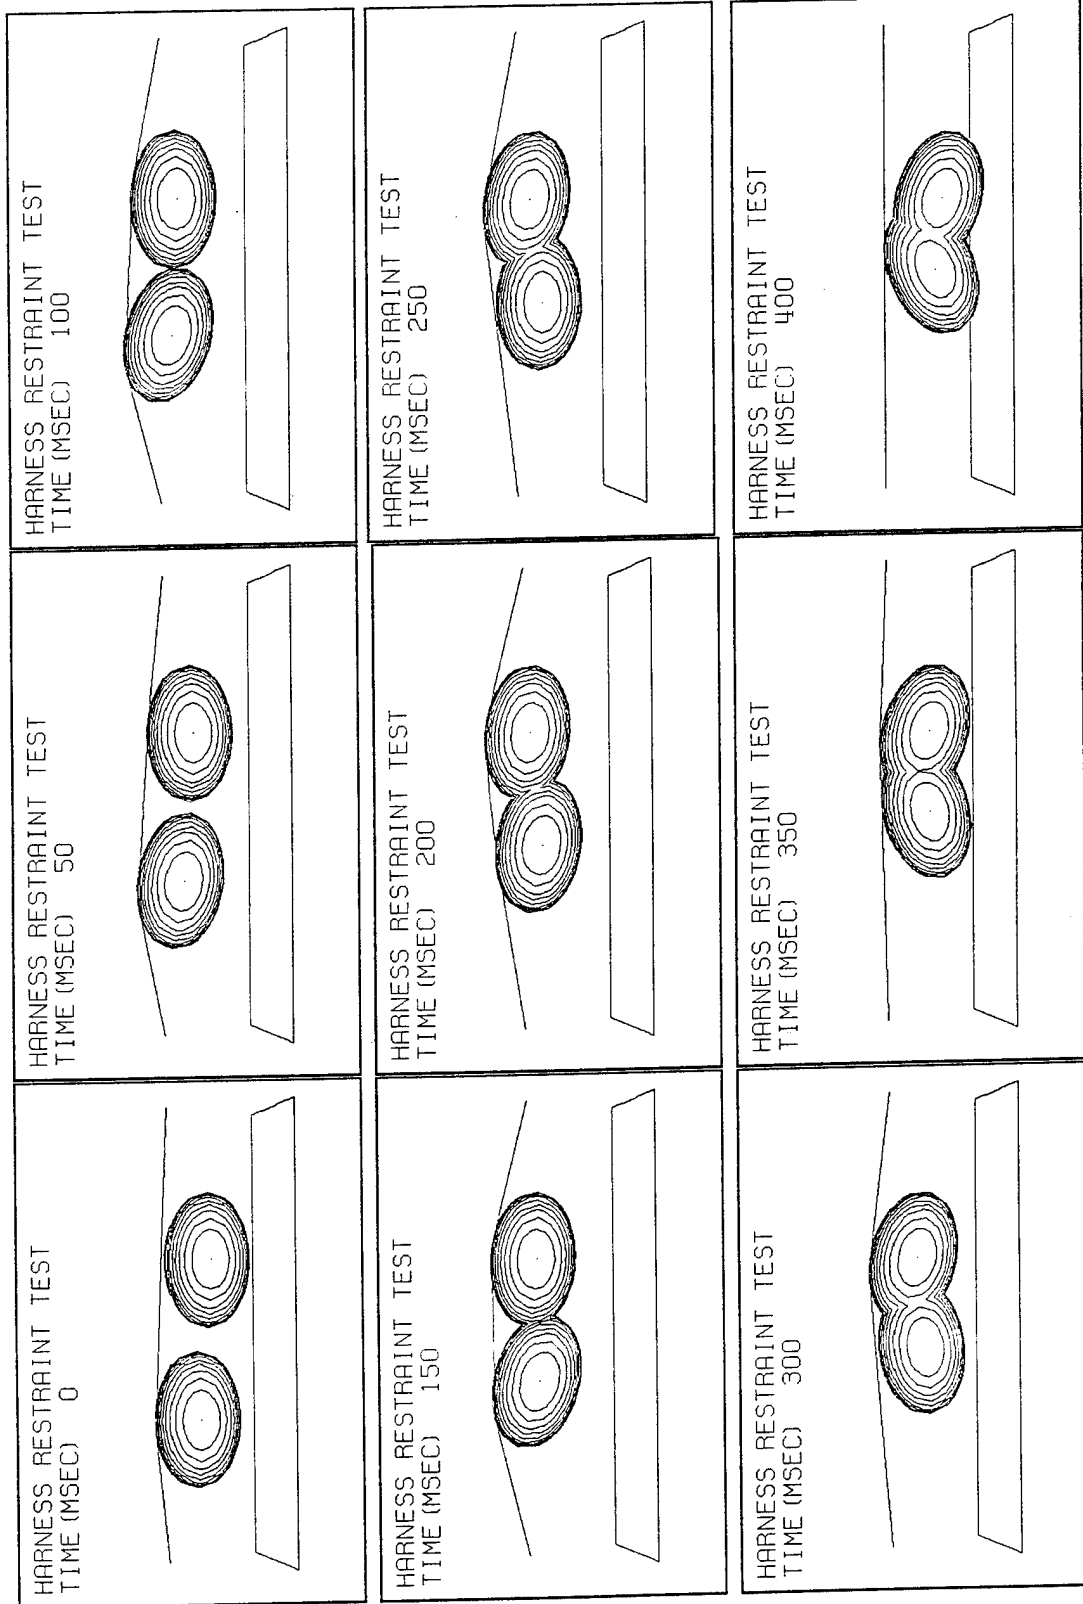 HARNESS RESTRAINT TEST
TIME (MSEC) 0
HARNESS RESTRAINT TEST
TIME (MSEC) 50
HARNESS RESTRAINT TEST
TIME (MSEC) 100
HARNESS RESTRAINT TEST
TIME (MSEC) 150
HARNESS RESTRAINT TEST
TIME (MSEC) 200
HARNESS RESTRAINT TEST
TIME (MSEC) 250
HARNESS RESTRAINT TEST
TIME (MSEC) 300
HARNESS RESTRAINT TEST
TIME (MSEC) 350
HARNESS RESTRAINT TEST
TIME (MSEC) 400